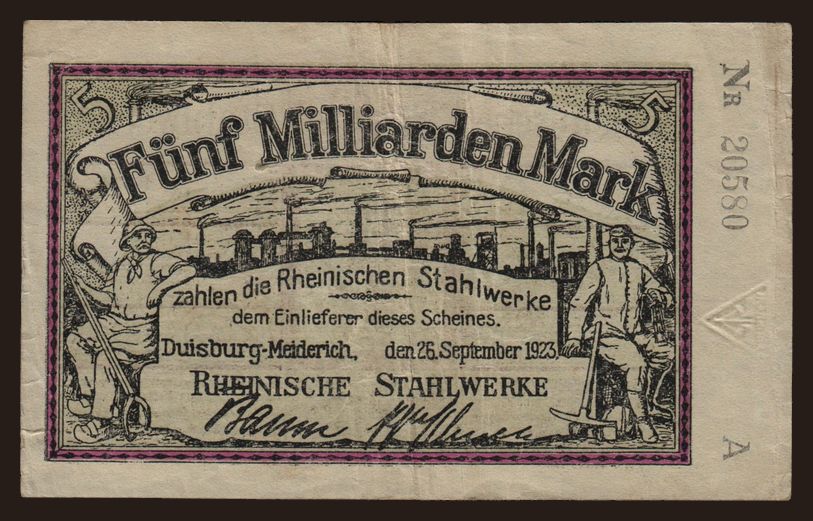 5
5
Fünf Milliarden Mark
zahlen die Rheinischen Stahlwerke
dem Einlieferer dieses Scheines.
Duisburg-Meiderich, den 26. September 1923.
RHEINISCHE STAHLWERKE
NR 20580
A